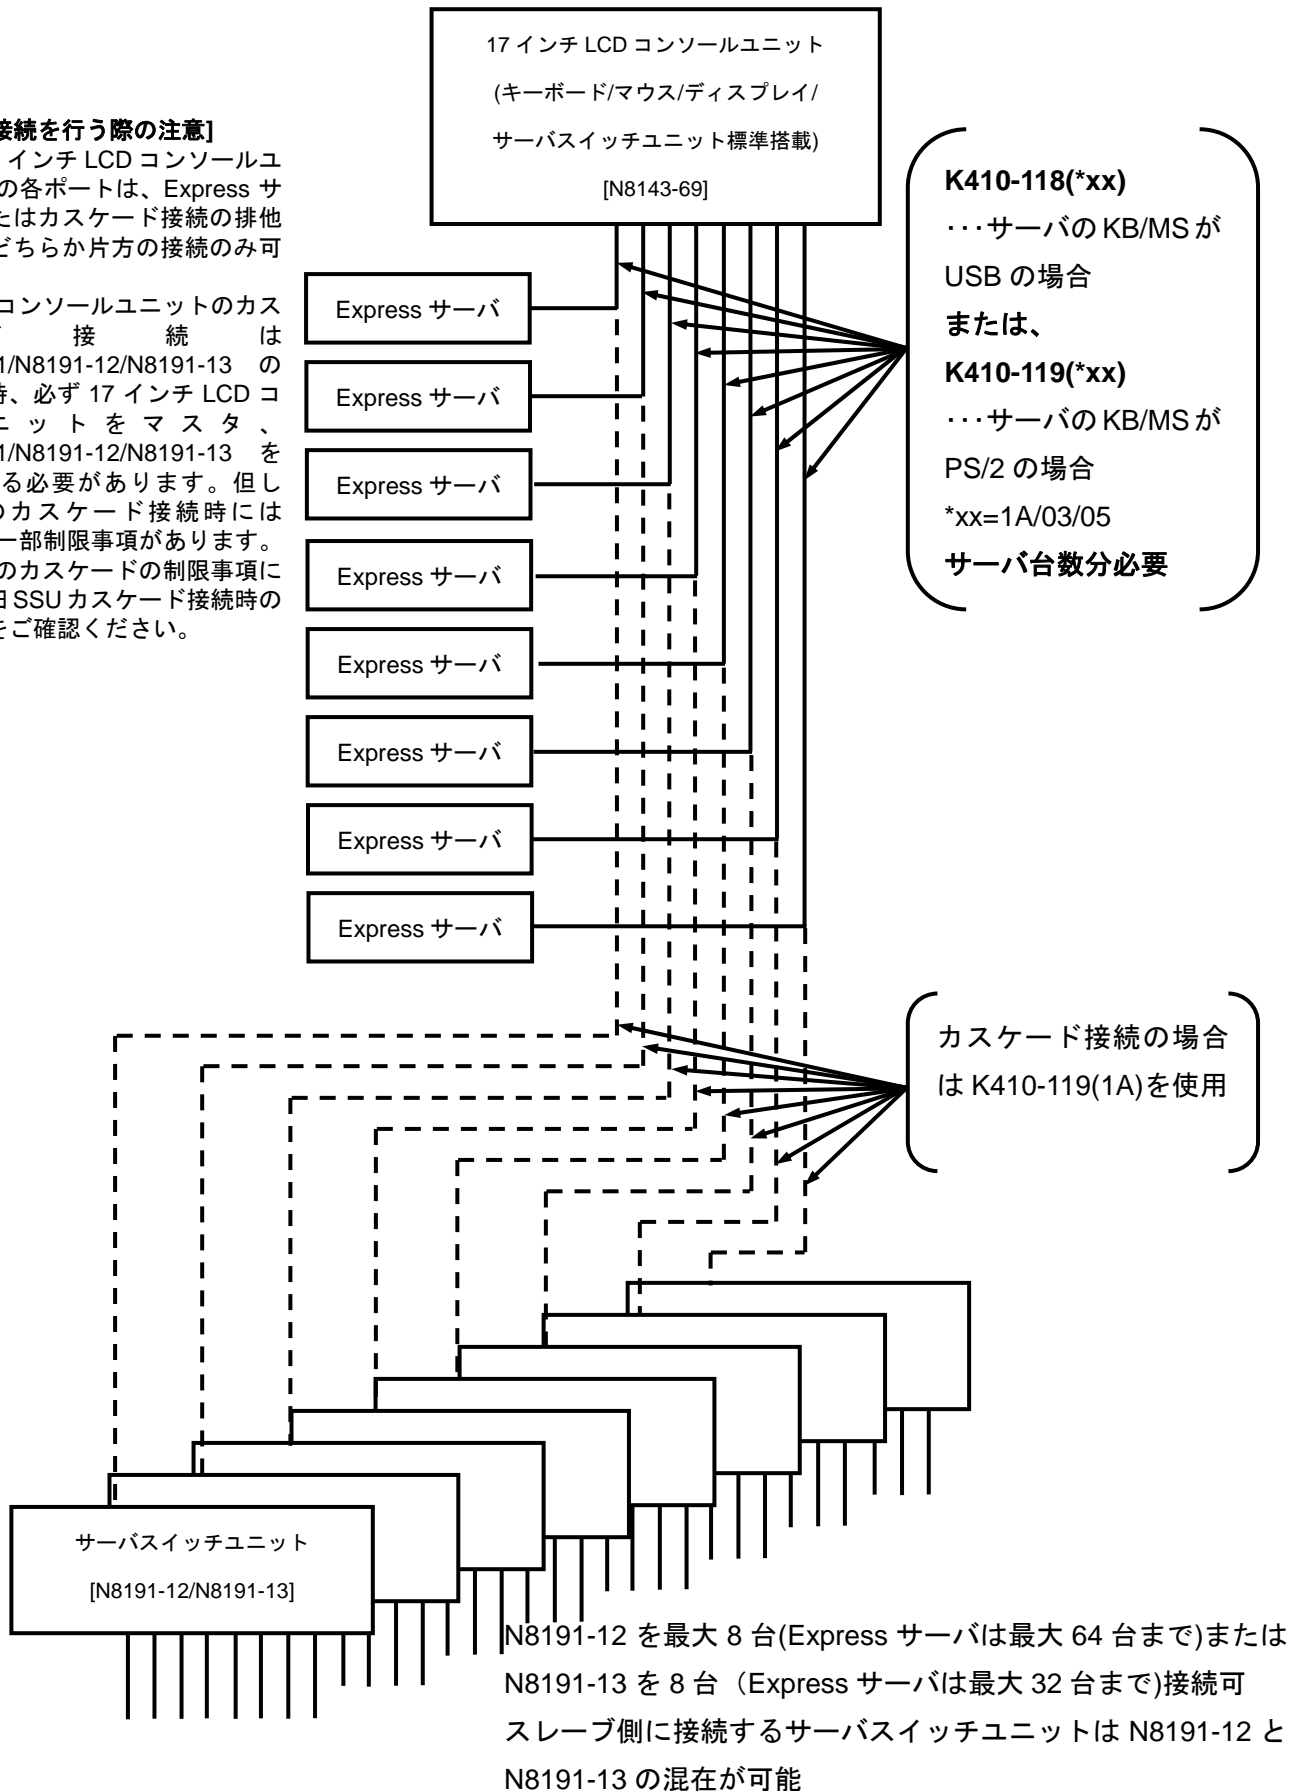 17 インチ LCD コンソールユニット
(キーボード/マウス/ディスプレイ/
サーバスイッチユニット標準搭載)
[N8143-69]
接続を行う際の注意]
インチ LCD コンソールユ
の各ポートは、Express サ
たはカスケード接続の排他
どちらか片方の接続のみ可
コンソールユニットのカス
接続は
1/N8191-12/N8191-13 の
時、必ず 17 インチ LCD コ
ニットをマスタ、
1/N8191-12/N8191-13 を
る必要があります。但し
のカスケード接続時には
一部制限事項があります。
のカスケードの制限事項に
旧 SSU カスケード接続時の
をご確認ください。
Express サーバ
Express サーバ
Express サーバ
Express サーバ
Express サーバ
Express サーバ
Express サーバ
Express サーバ
K410-118(*xx)
･･･サーバの KB/MS が
USB の場合
または、
K410-119(*xx)
･･･サーバの KB/MS が
PS/2 の場合
*xx=1A/03/05
サーバ台数分必要
カスケード接続の場合
は K410-119(1A)を使用
サーバスイッチユニット
[N8191-12/N8191-13]
N8191-12 を最大 8 台(Express サーバは最大 64 台まで)または
N8191-13 を 8 台（Express サーバは最大 32 台まで)接続可
スレーブ側に接続するサーバスイッチユニットは N8191-12 と
N8191-13 の混在が可能